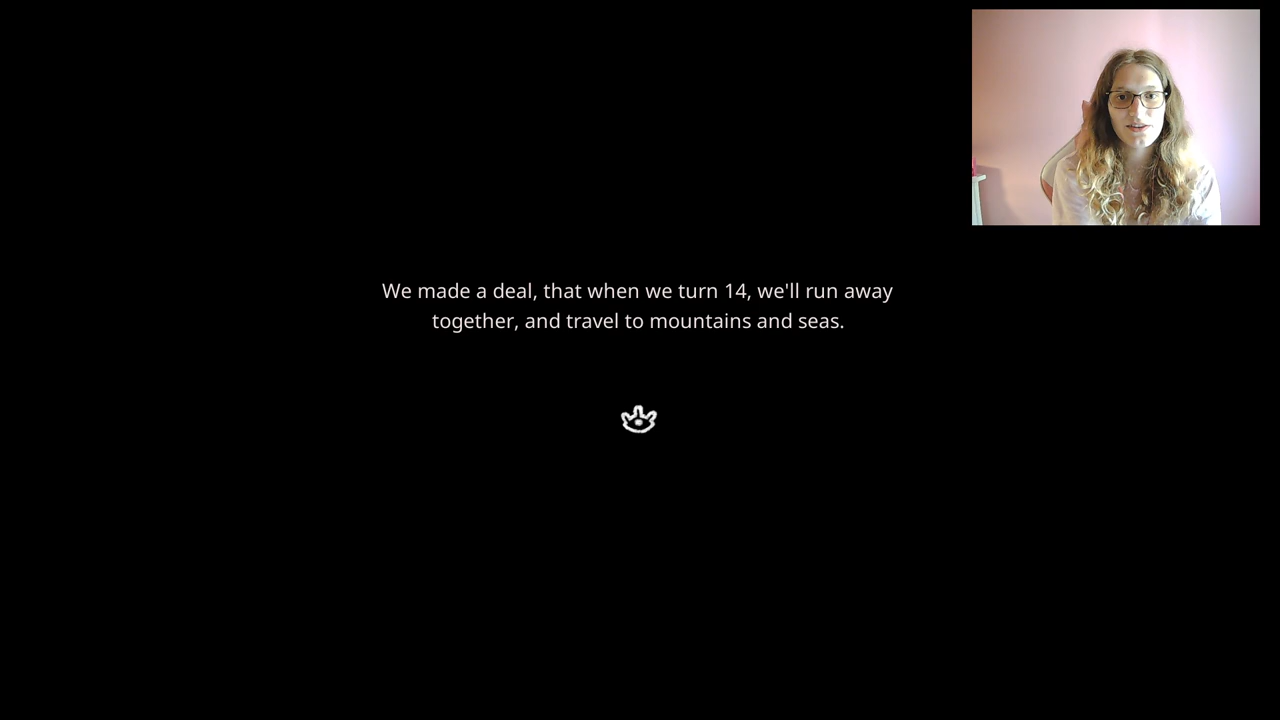 We made a deal, that when we turn 14, we'll run away
together, and travel to mountains and seas.